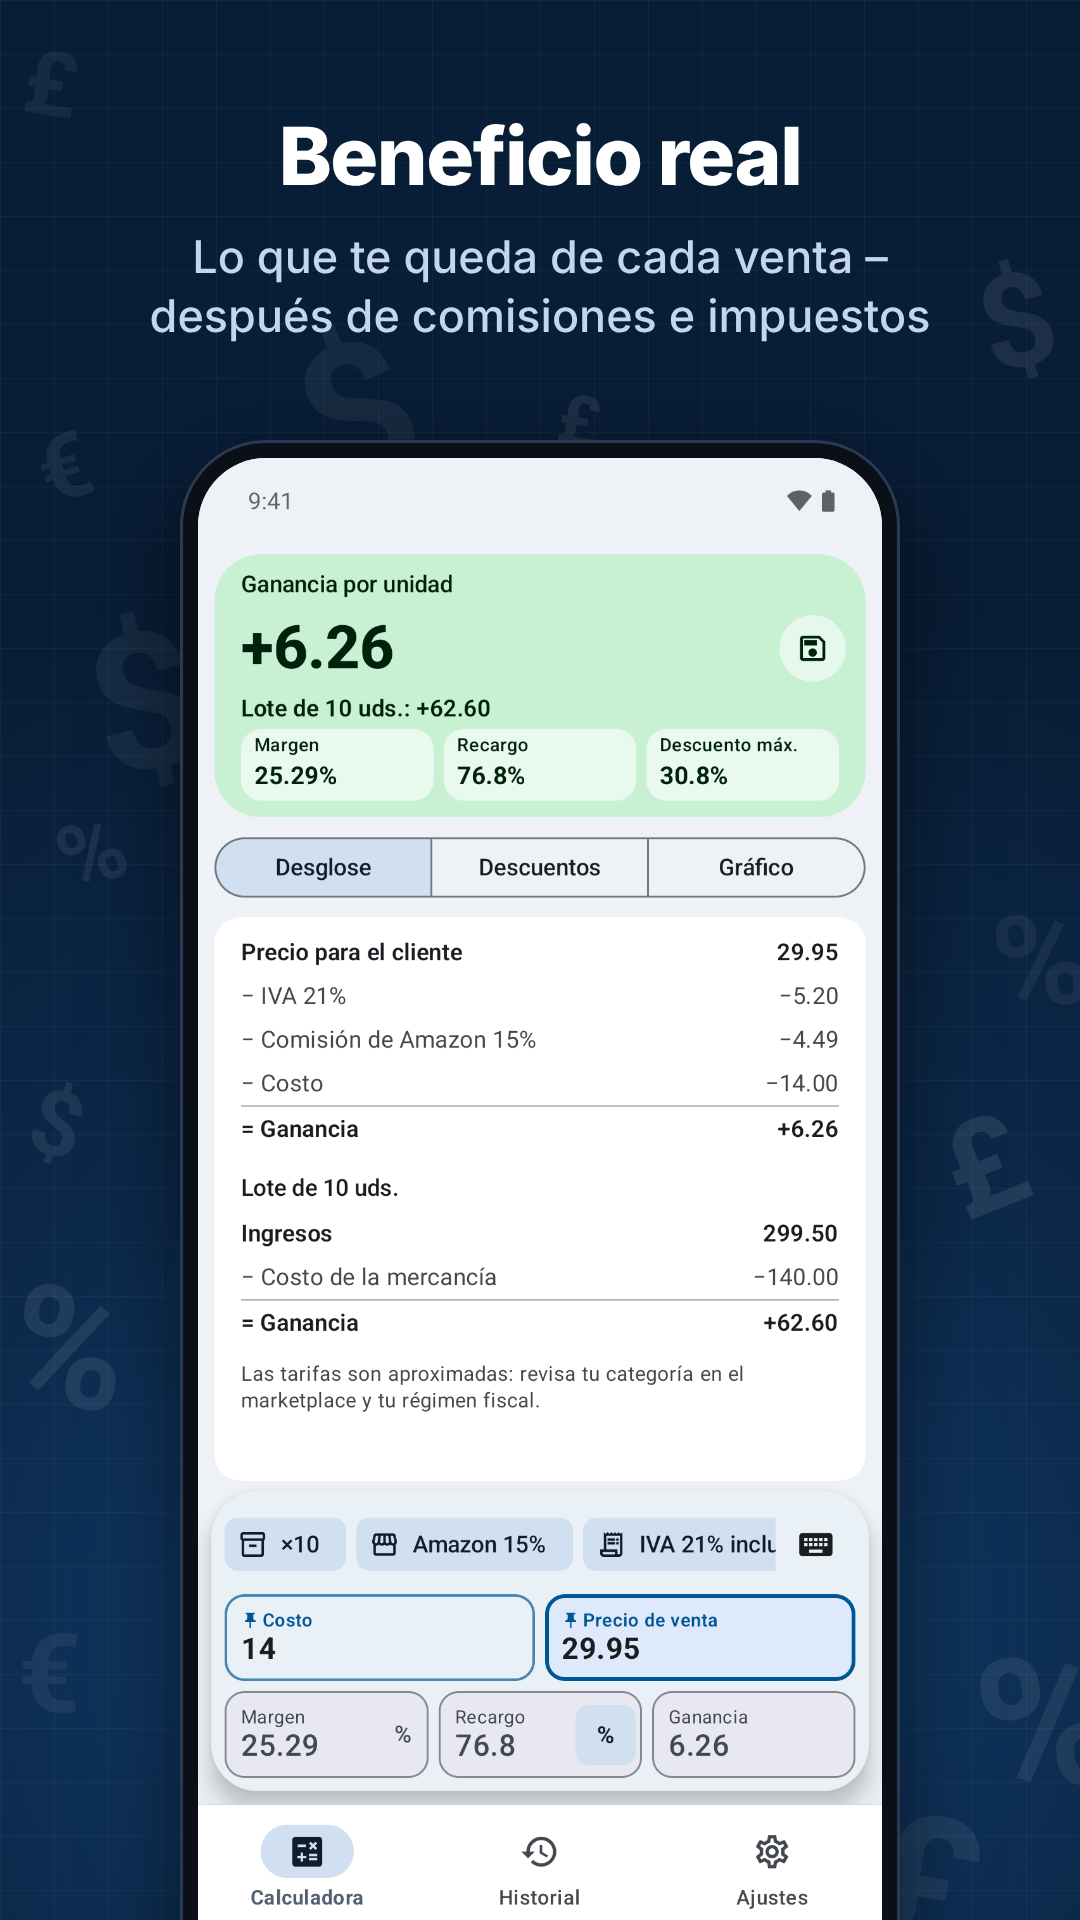 Beneficio real
Lo que te queda de cada venta –
después de comisiones e impuestos
9:41
Ganancia por unidad
+6.26
Lote de 10 uds.: +62.60
Margen
25.29%
Recargo
76.8%
Descuento máx.
30.8%
Desglose
Descuentos
Gráfico
Precio para el cliente 29.95
− IVA 21% −5.20
− Comisión de Amazon 15% −4.49
− Costo −14.00
= Ganancia +6.26
Lote de 10 uds.
Ingresos 299.50
− Costo de la mercancía −140.00
= Ganancia +62.60
Las tarifas son aproximadas: revisa tu categoría en el
marketplace y tu régimen fiscal.
×10
Amazon 15%
IVA 21% inclu
Costo
14
Precio de venta
29.95
Margen
25.29 %
Recargo
76.8 %
Ganancia
6.26
Calculadora
Historial
Ajustes